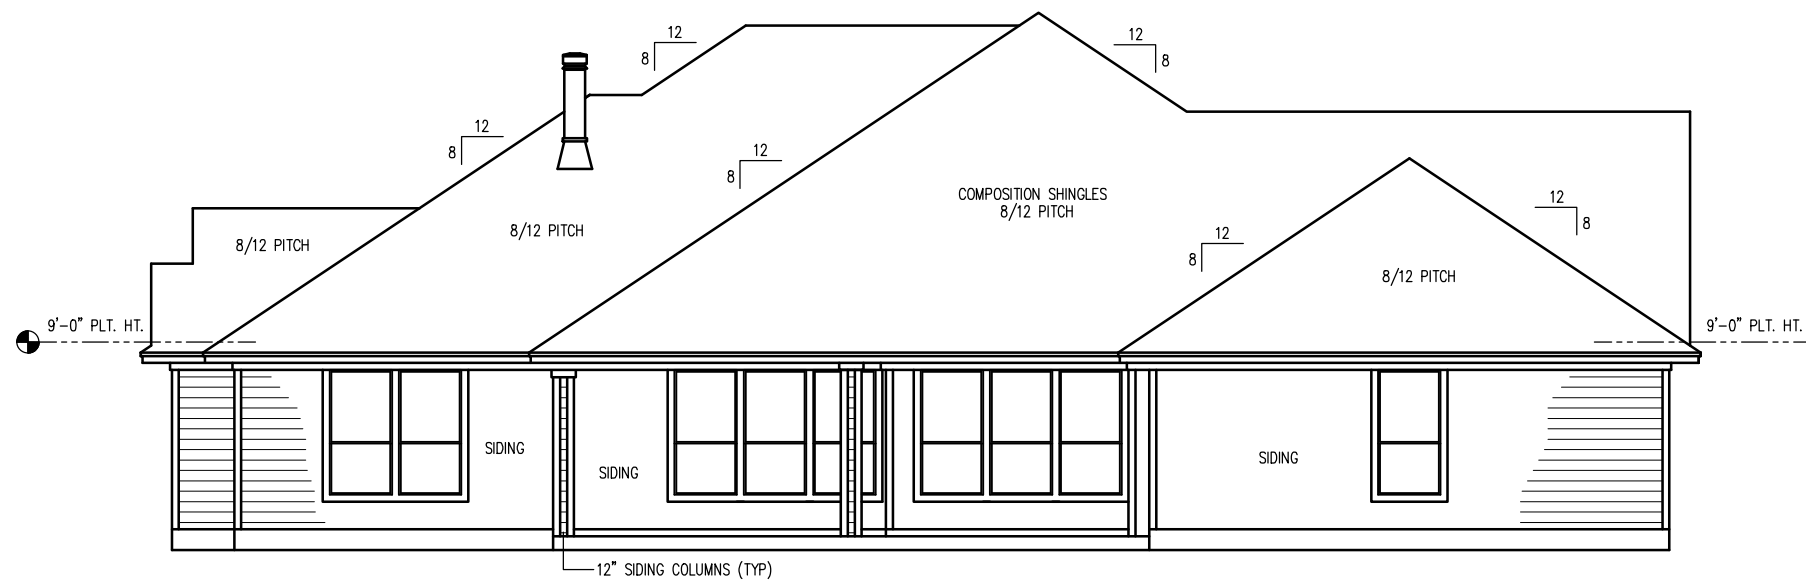 12
8
12
8
12
8
12
8
COMPOSITION SHINGLES
8/12 PITCH
12
8
12
8
8/12 PITCH
8/12 PITCH
8/12 PITCH
9'-0" PLT. HT.
9'-0" PLT. HT.
SIDING
SIDING
SIDING
12" SIDING COLUMNS (TYP)